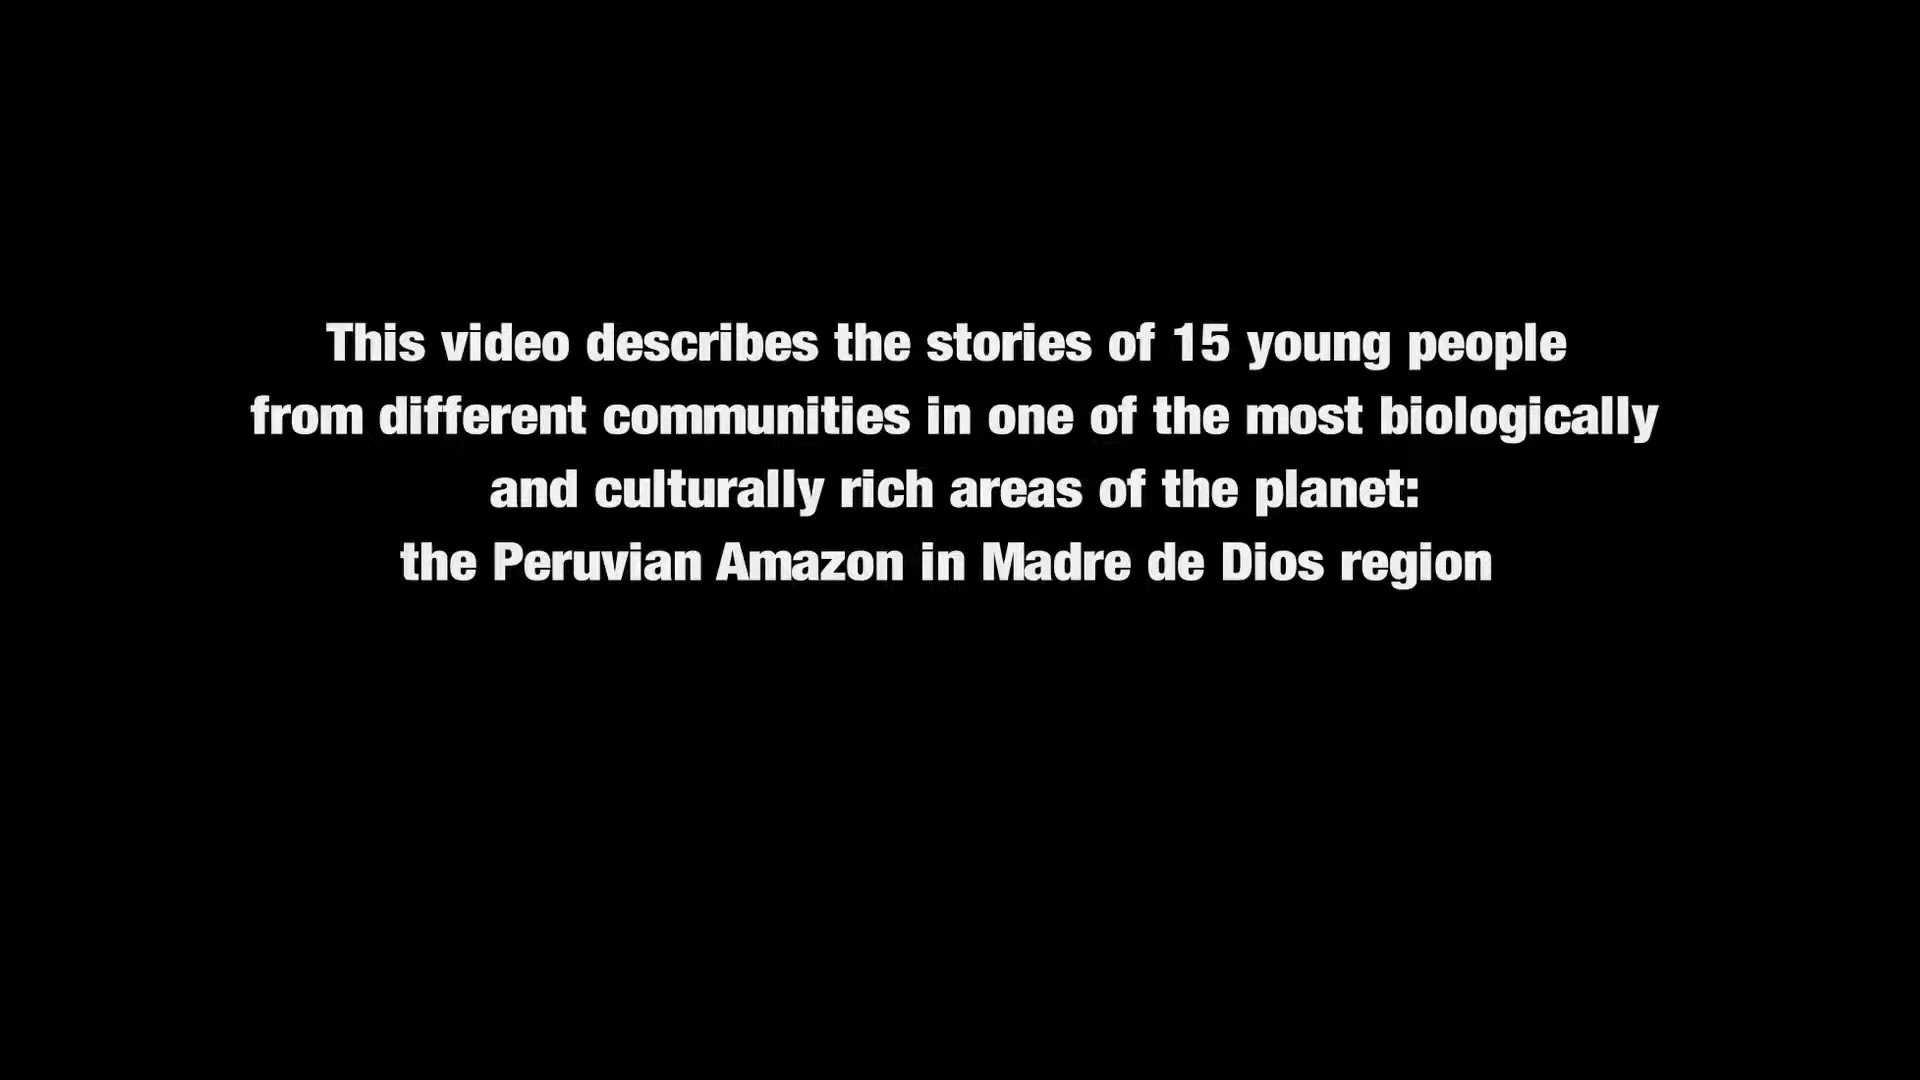 This video describes the stories of 15 young people
from different communities in one of the most biologically
and culturally rich areas of the planet:
the Peruvian Amazon in Madre de Dios region